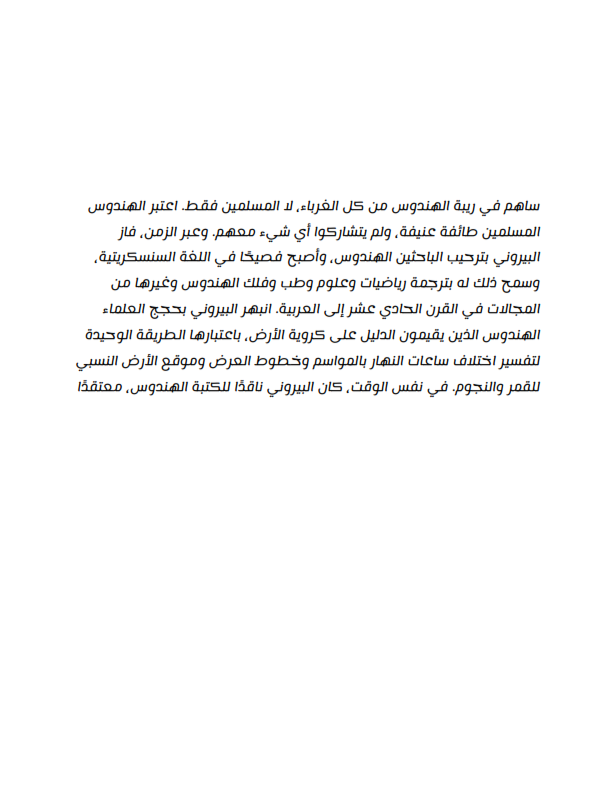 ساهم في ريبة الهندوس من كل الغرباء، لا المسلمين فقط. اعتبر الهندوس
المسلمين طائفة عنيفة، ولم يتشاركوا أي شيء معهم. وعبر الزمن، فاز
البيروني بترحيب الباحثين الهندوس، وأصبح فصيحًا في اللغة السنسكريتية،
وسمح ذلك له بترجمة رياضيات وعلوم وطب وفلك الهندوس وغيرها من
المجالات في القرن الحادي عشر إلى العربية. انبهر البيروني بحجج العلماء
الهندوس الذين يقيمون الدليل على كروية الأرض، باعتبارها الطريقة الوحيدة
لتفسير اختلاف ساعات النهار بالمواسم وخطوط العرض وموقع الأرض النسبي
للقمر والنجوم. في نفس الوقت، كان البيروني ناقدًا للكتبة الهندوس، معتقدًا